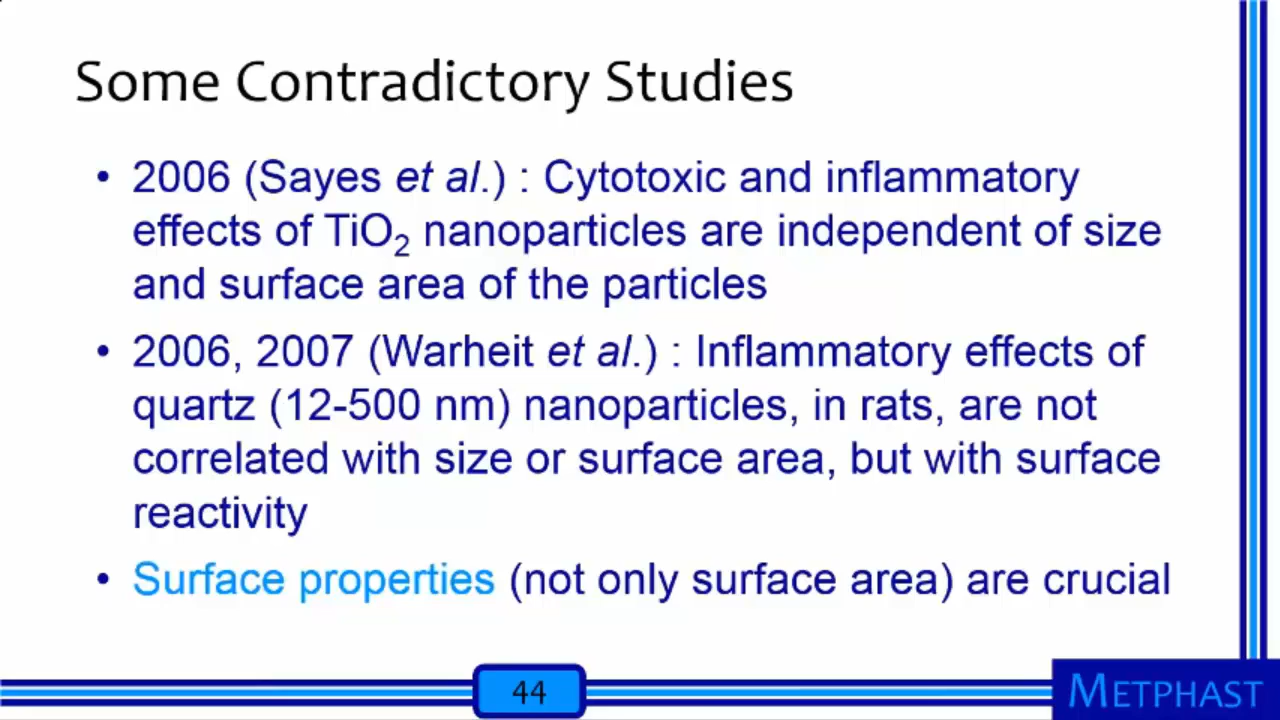 Some Contradictory Studies
• 2006 (Sayes et al.) : Cytotoxic and inflammatory
effects of TiO₂ nanoparticles are independent of size
and surface area of the particles
• 2006, 2007 (Warheit et al.) : Inflammatory effects of
quartz (12-500 nm) nanoparticles, in rats, are not
correlated with size or surface area, but with surface
reactivity
• Surface properties (not only surface area) are crucial
44
METPHAST